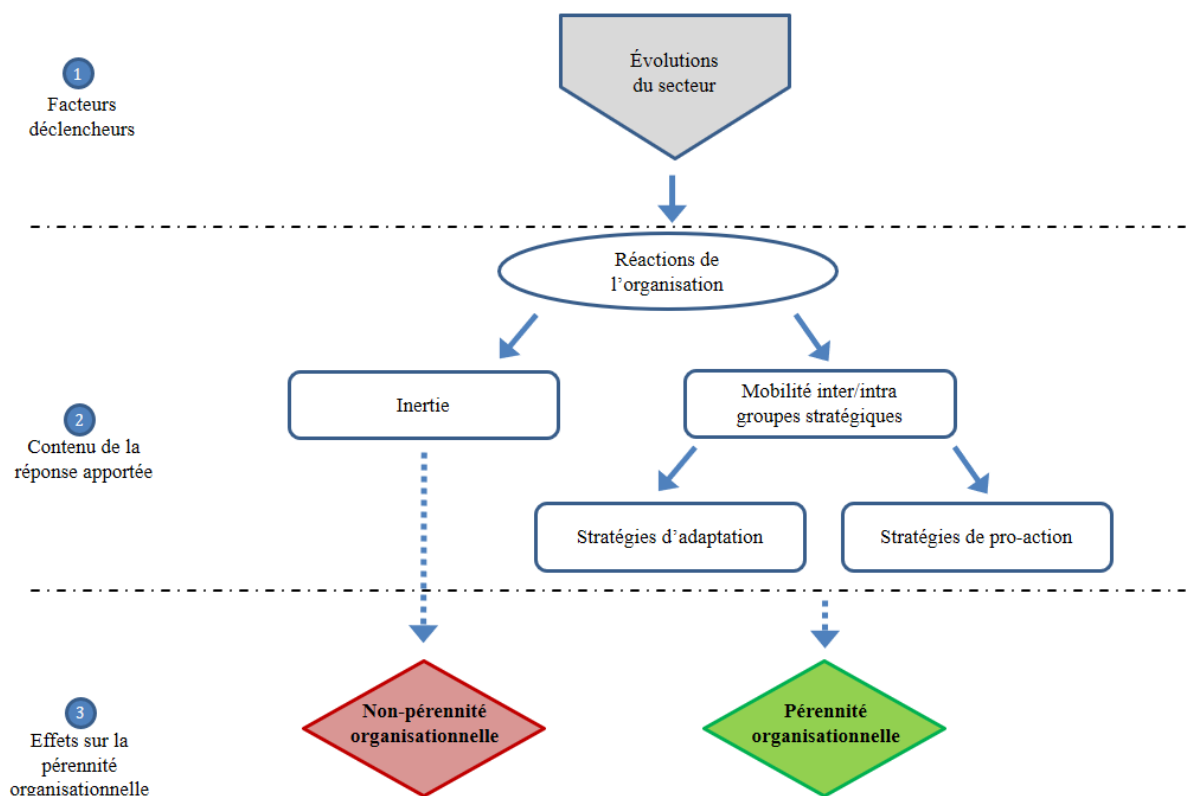 1
Facteurs
déclencheurs
Évolutions
du secteur
Réactions de
l’organisation
2
Contenu de la
réponse apportée
Inertie
Mobilité inter/intra
groupes stratégiques
Stratégies d’adaptation
Stratégies de pro-action
3
Effets sur la
pérennité
organisationnelle
Non-pérennité
organisationnelle
Pérennité
organisationnelle